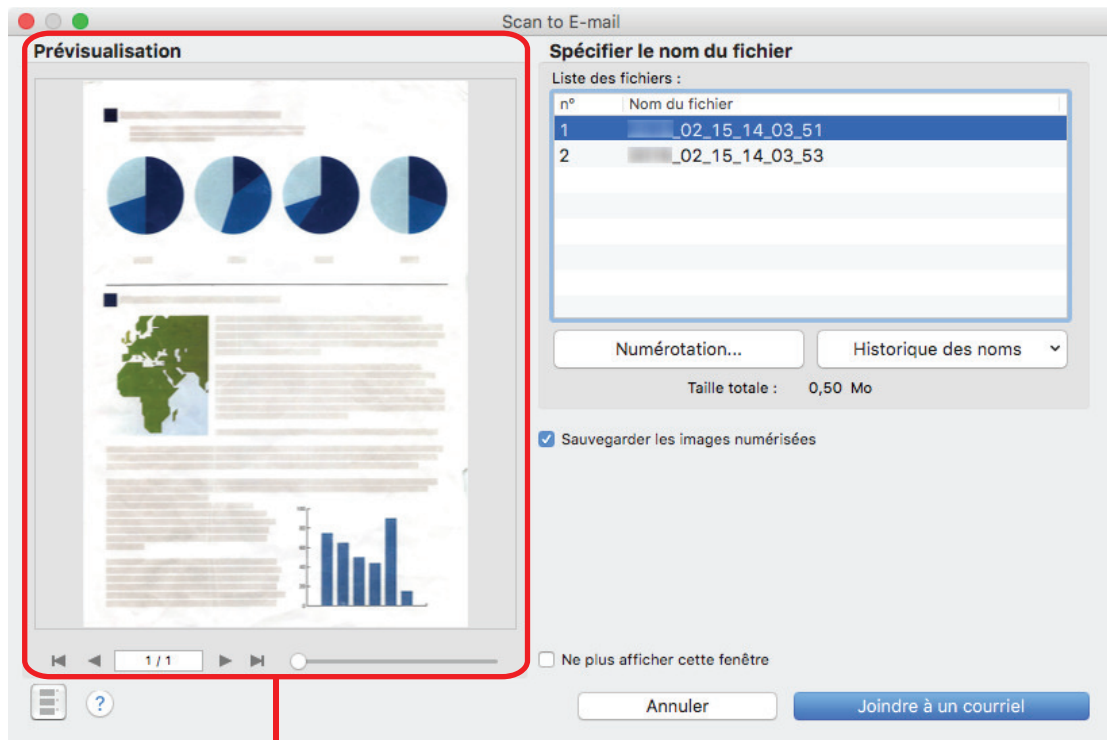 Scan to E-mail
Prévisualisation
Spécifier le nom du fichier
Liste des fichiers :
n° Nom du fichier
1 _02_15_14_03_51
2 _02_15_14_03_53
Numérotation... Historique des noms
Taille totale : 0,50 Mo
Sauvegarder les images numérisées
1 / 1
Ne plus afficher cette fenêtre
? Annuler Joindre à un courriel